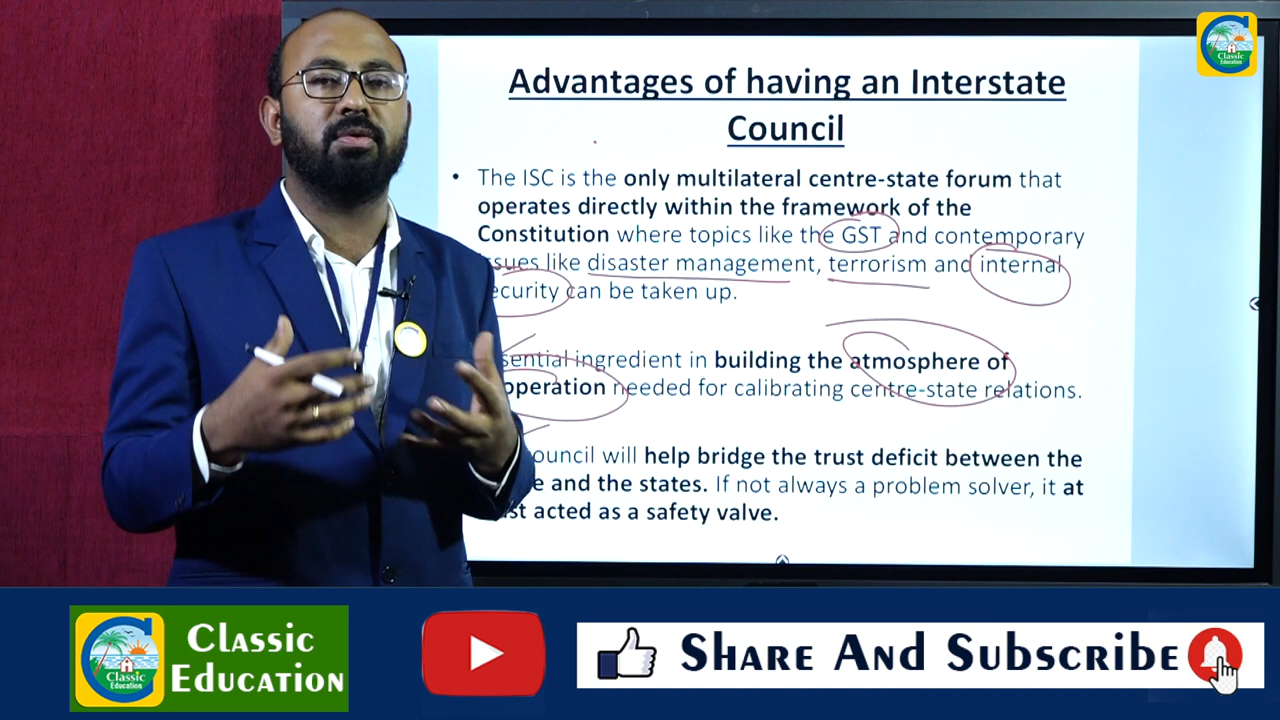 Classic
Education
Advantages of having an Interstate
Council
• The ISC is the only multilateral centre-state forum that
operates directly within the framework of the
Constitution where topics like the GST and contemporary
issues like disaster management, terrorism and internal
security can be taken up.
ential ingredient in building the atmosphere of
operation needed for calibrating centre-state relations.
ouncil will help bridge the trust deficit between the
e and the states. If not always a problem solver, it at
st acted as a safety valve.
Classic
Education
Classic
Education
Share And Subscribe